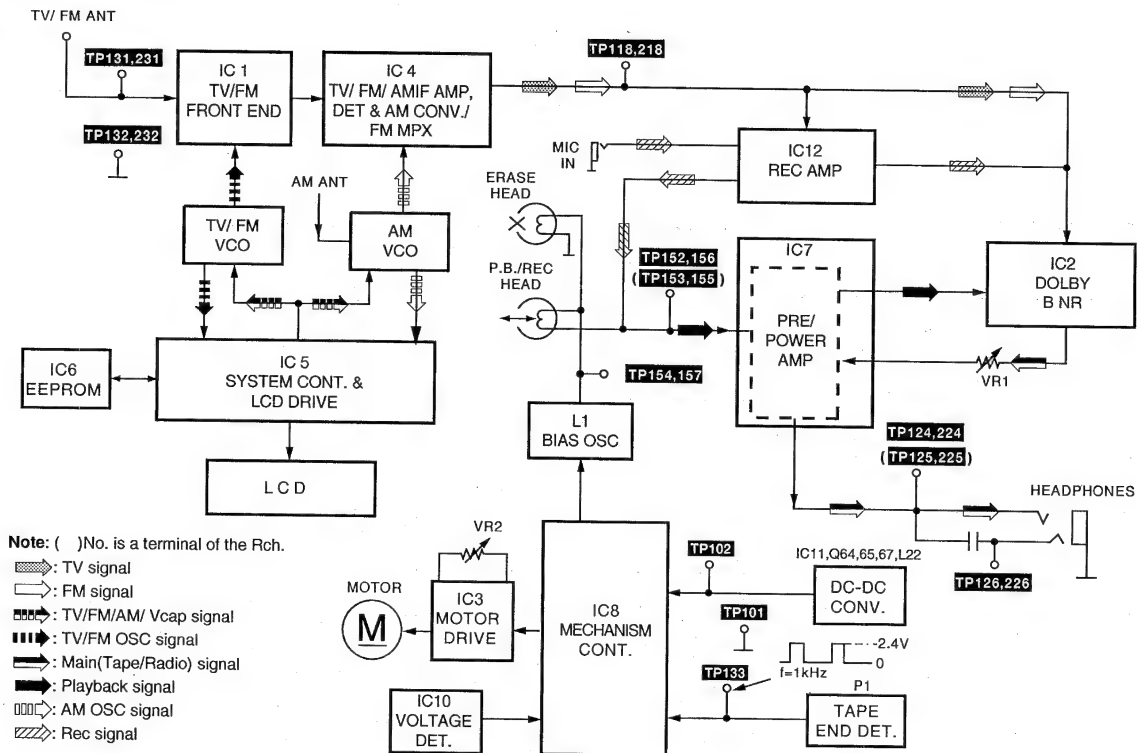 TV/ FM ANT
TP131,231
TP132,232
IC 1
TV/FM
FRONT END
IC 4
TV/ FM/ AMIF AMP,
DET & AM CONV./
FM MPX
TP118,218
MIC
IN
IC12
REC AMP
AM ANT
TV/ FM
VCO
AM
VCO
ERASE
HEAD
P.B./REC
HEAD
TP152,156
( TP153,155 )
IC7
PRE/
POWER
AMP
IC2
DOLBY
B NR
VR1
IC6
EEPROM
IC 5
SYSTEM CONT. &
LCD DRIVE
TP154,157
L1
BIAS OSC
LCD
TP124,224
( TP125,225 )
HEADPHONES
TP126,226
Note: ( )No. is a terminal of the Rch.
: TV signal
: FM signal
: TV/FM/AM/ Vcap signal
: TV/FM OSC signal
: Main(Tape/Radio) signal
: Playback signal
: AM OSC signal
: Rec signal
VR2
MOTOR
M
IC3
MOTOR
DRIVE
IC10
VOLTAGE
DET.
IC8
MECHANISM
CONT.
TP102
TP101
TP133
IC11,Q64,65,67,L22
DC-DC
CONV.
2.4V
0
f=1kHz
P1
TAPE
END DET.